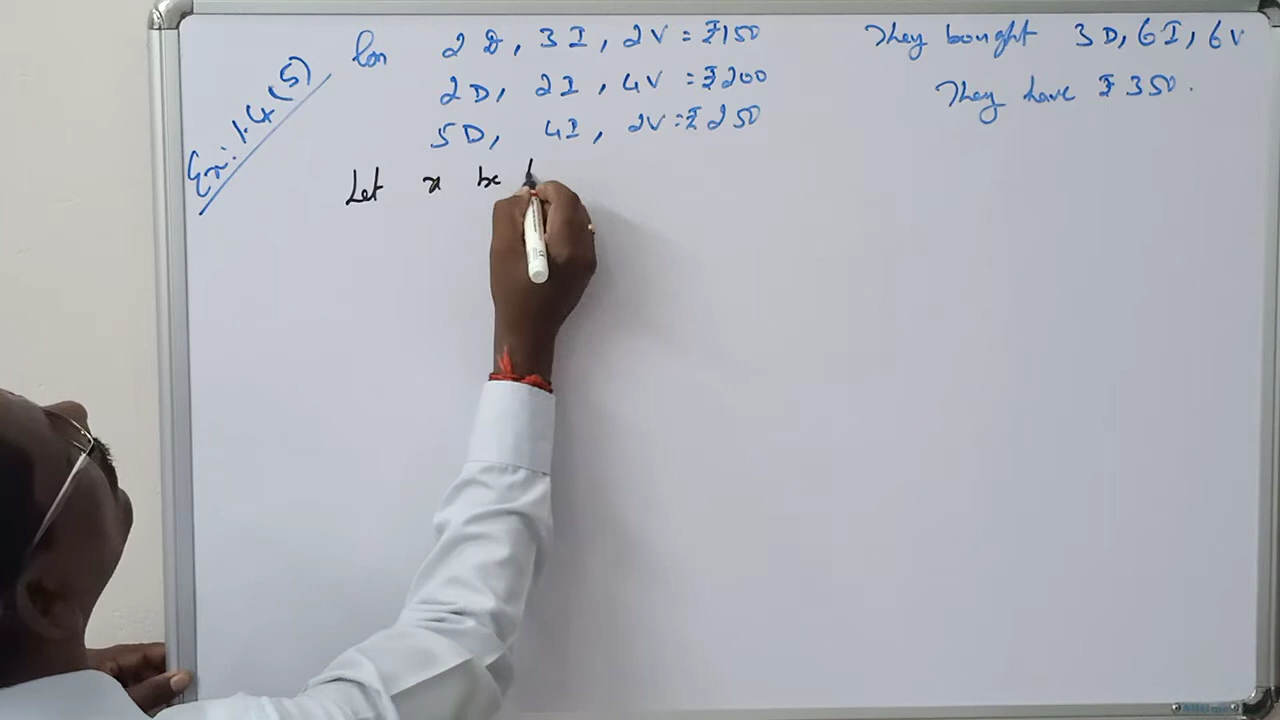 Ex: 1.4 (5)
Con 2D, 3I, 2V = ₹150
2D, 2I, 4V = ₹200
5D, 4I, 2V = ₹250
They bought 3D, 6I, 6V
They have ₹350.
Let x be